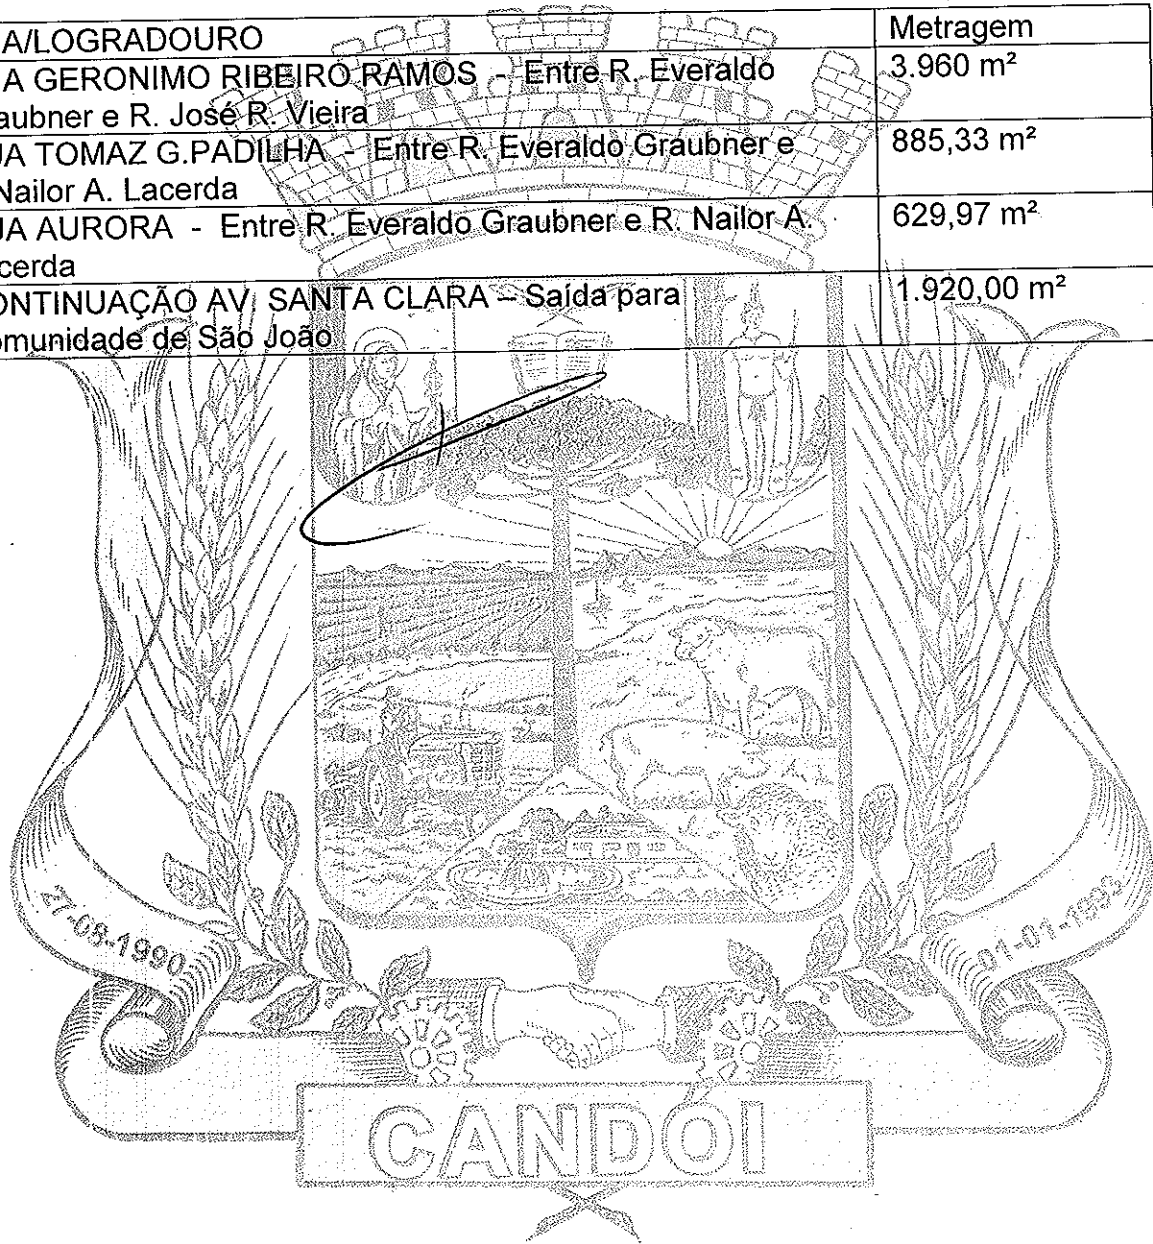 A/LOGRADOURO Metragem
A GERONIMO RIBEIRO RAMOS - Entre R. Everaldo 3.960 m²
aubner e R. José R. Vieira
JA TOMAZ G.PADILHA - Entre R. Everaldo Graubner e 885,33 m²
Nailor A. Lacerda
JA AURORA - Entre R. Everaldo Graubner e R. Nailor A. 629,97 m²
cerda
ONTINUAÇÃO AV. SANTA CLARA – Saída para 1.920,00 m²
omunidade de São João
27-08-1990
01-01-1993
CANDÓI